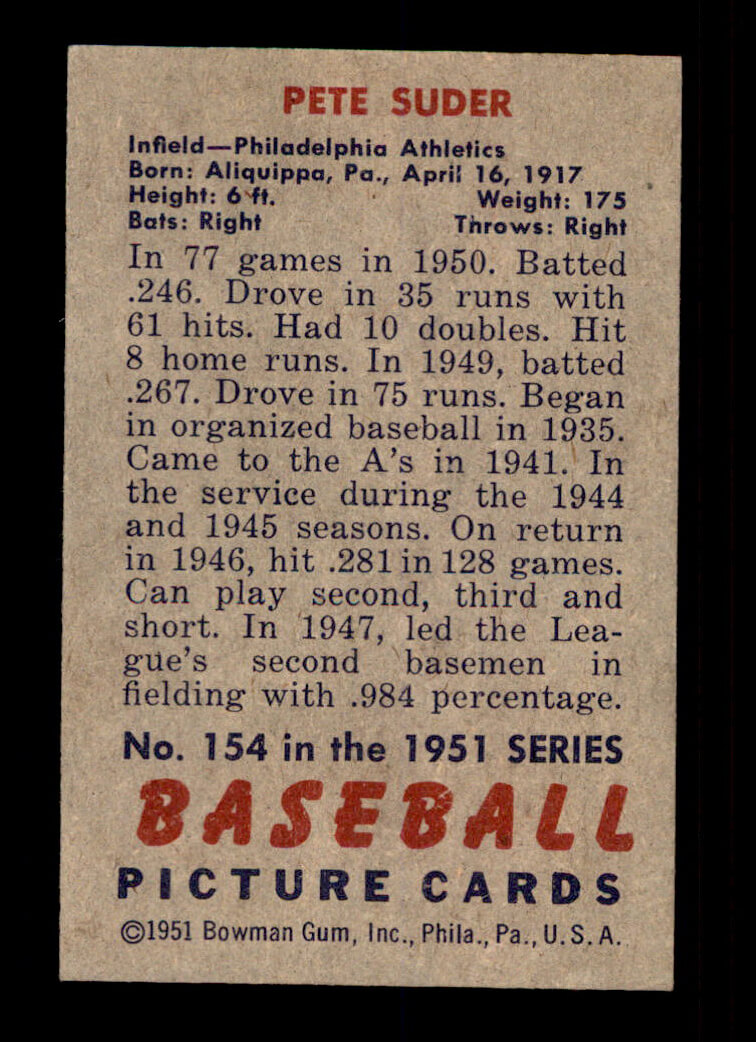 PETE SUDER
Infield—Philadelphia Athletics
Born: Aliquippa, Pa., April 16, 1917
Height: 6 ft. Weight: 175
Bats: Right Throws: Right
In 77 games in 1950. Batted
.246. Drove in 35 runs with
61 hits. Had 10 doubles. Hit
8 home runs. In 1949, batted
.267. Drove in 75 runs. Began
in organized baseball in 1935.
Came to the A's in 1941. In
the service during the 1944
and 1945 seasons. On return
in 1946, hit .281 in 128 games.
Can play second, third and
short. In 1947, led the Lea-
gue's second basemen in
fielding with .984 percentage.
No. 154 in the 1951 SERIES
BASEBALL
PICTURE CARDS
©1951 Bowman Gum, Inc., Phila., Pa., U.S.A.